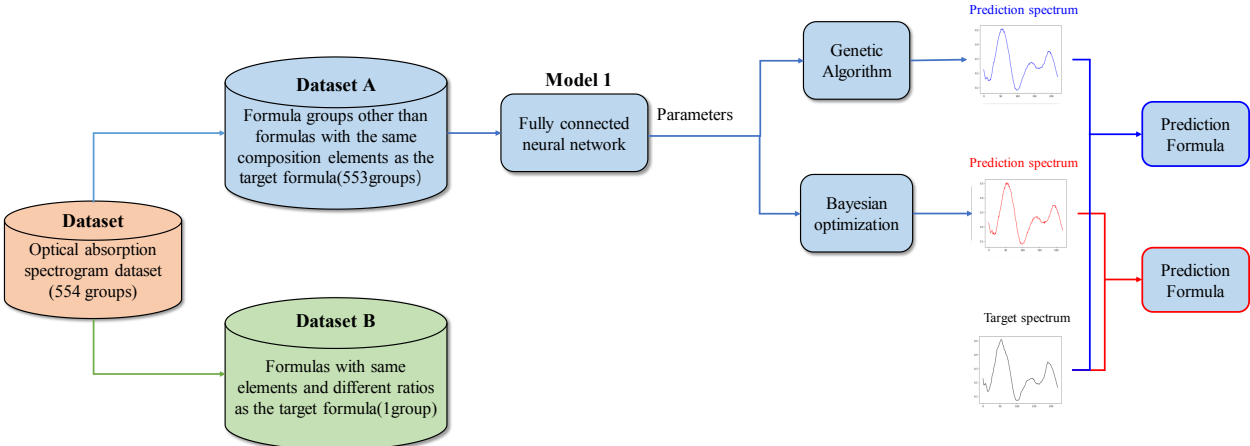 Dataset
Optical absorption
spectrogram dataset
(554 groups)
Dataset A
Formula groups other than
formulas with the same
composition elements as the
target formula(553groups)
Dataset B
Formulas with same
elements and different ratios
as the target formula(1group)
Model 1
Fully connected
neural network
Parameters
Genetic
Algorithm
Bayesian
optimization
Prediction spectrum
Prediction spectrum
Target spectrum
Prediction
Formula
Prediction
Formula